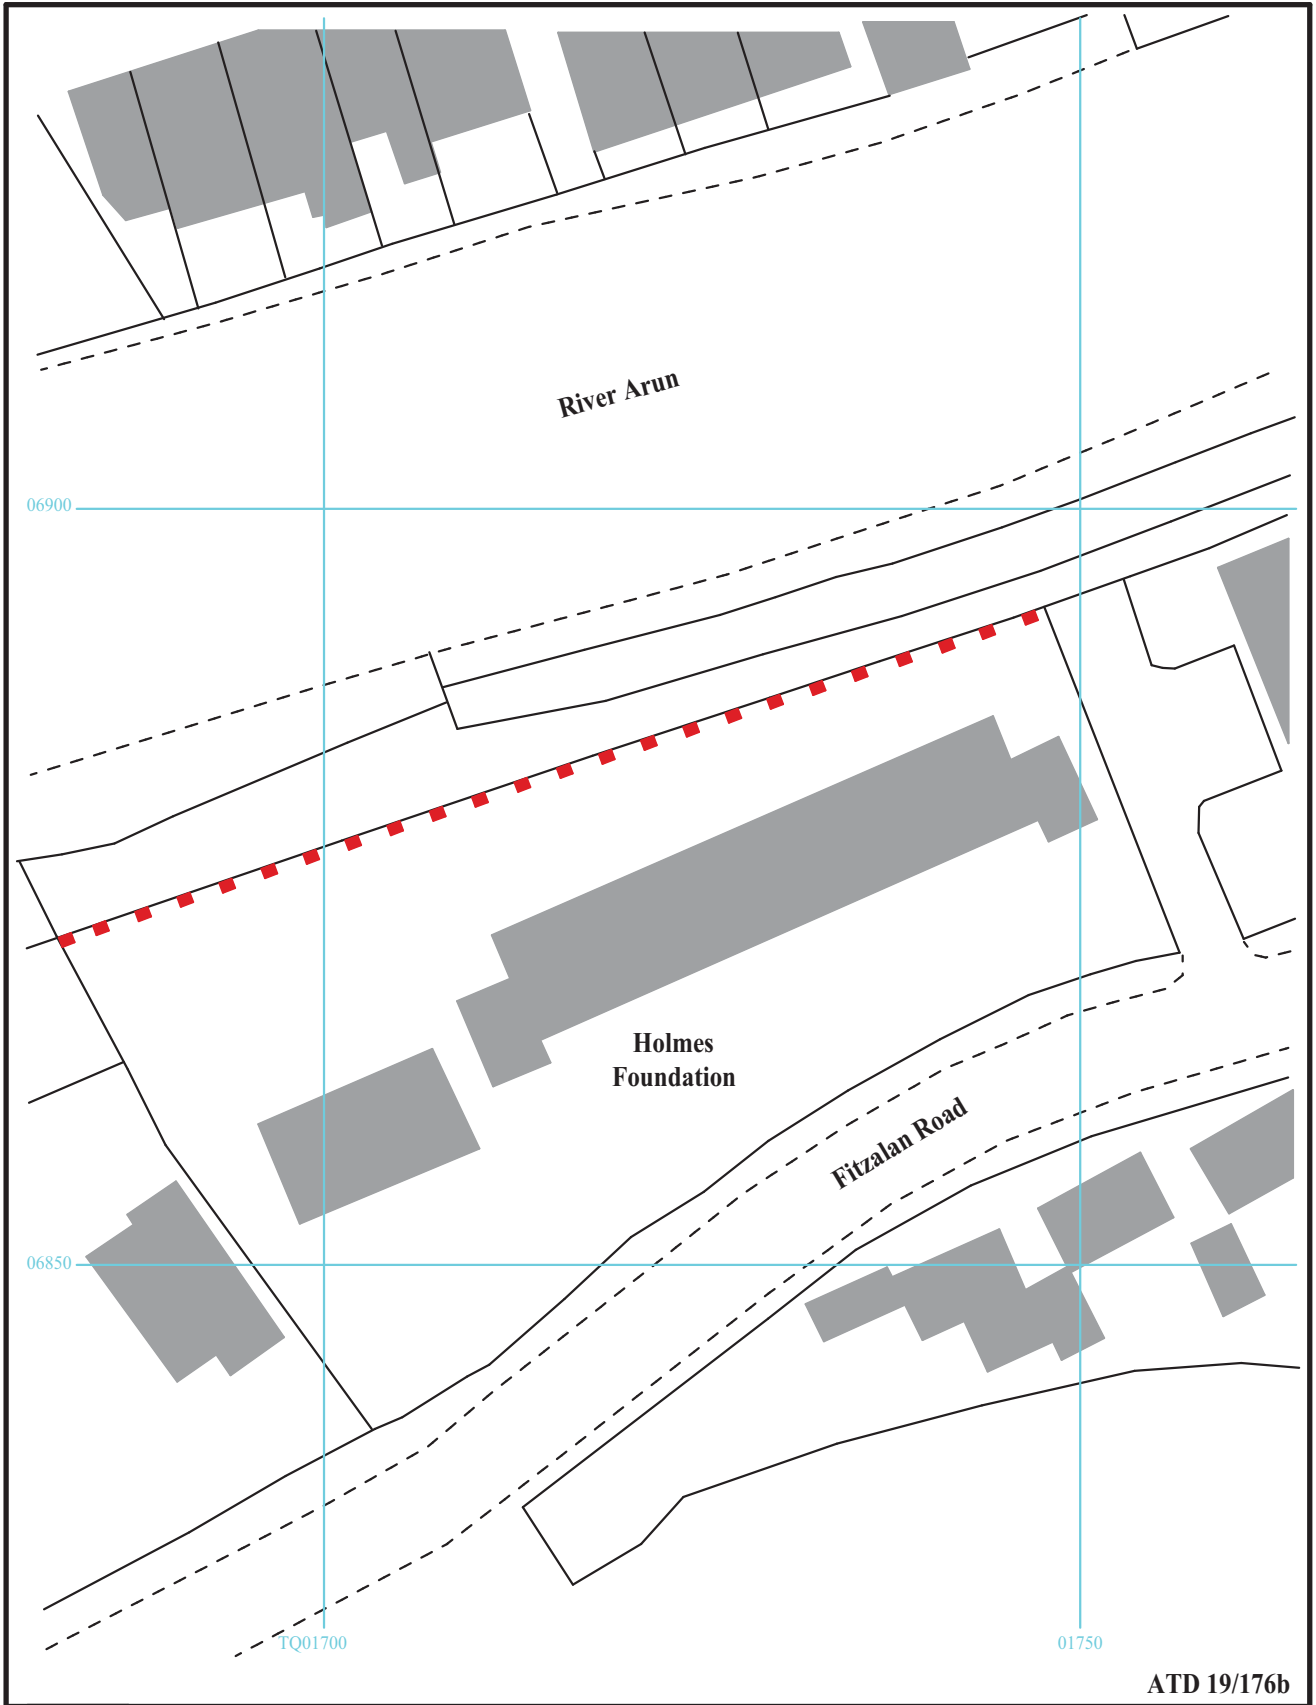 River Arun
06900
Holmes
Foundation
Fitzalan Road
06850
TQ01700
01750
ATD 19/176b